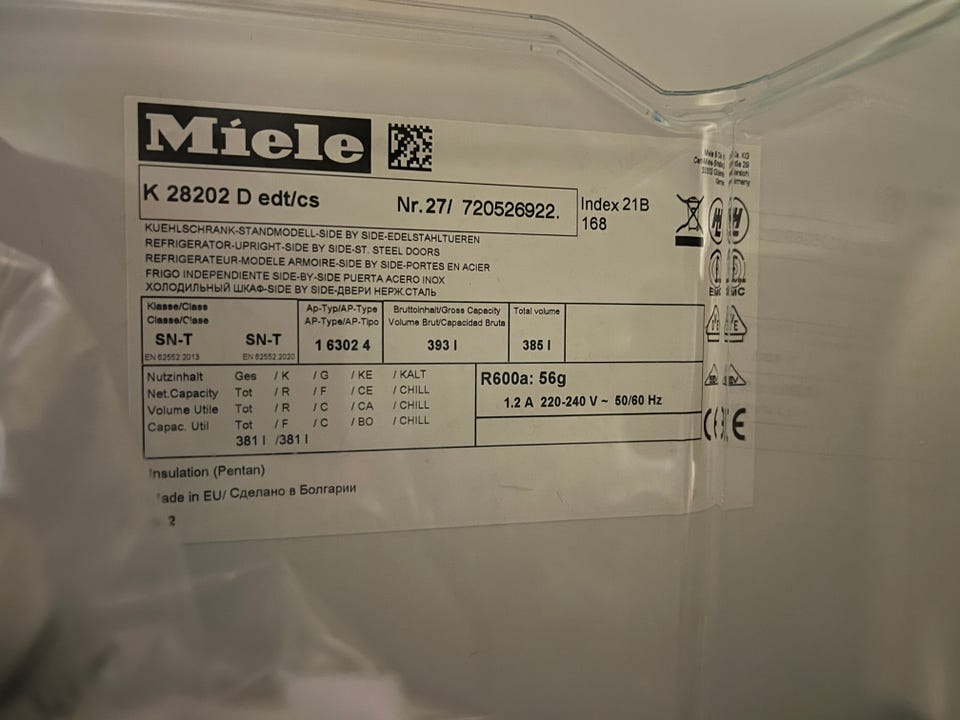 Miele
K 28202 D edt/cs Nr.27/ 720526922. Index 21B
168
KUEHLSCHRANK-STANDMODELL-SIDE BY SIDE-EDELSTAHLTUEREN
REFRIGERATOR-UPRIGHT-SIDE BY SIDE-ST. STEEL DOORS
REFRIGERATEUR-MODELE ARMOIRE-SIDE BY SIDE-PORTES EN ACIER
FRIGO INDEPENDIENTE SIDE-BY-SIDE PUERTA ACERO INOX
ХОЛОДИЛЬНЫЙ ШКАФ-SIDE BY SIDE-ДВЕРИ НЕРЖ.СТАЛЬ
Klasse/Class
Classe/Clase
SN-T SN-T
EN 62552 2013 EN 62552 2020
Ap-Typ/AP-Type
AP-Type/AP-Tipo
1 6302 4
Bruttoinhalt/Gross Capacity
Volume Brut/Capacidad Bruta
393 l
Total volume
385 l
Nutzinhalt Ges / K / G / KE / KALT
Net.Capacity Tot / R / F / CE / CHILL
Volume Utile Tot / R / C / CA / CHILL
Capac. Util Tot / F / C / BO / CHILL
381 l /381 l
R600a: 56g
1.2 A 220-240 V ~ 50/60 Hz
CE
Insulation (Pentan)
ade in EU/ Сделано в Болгарии
2